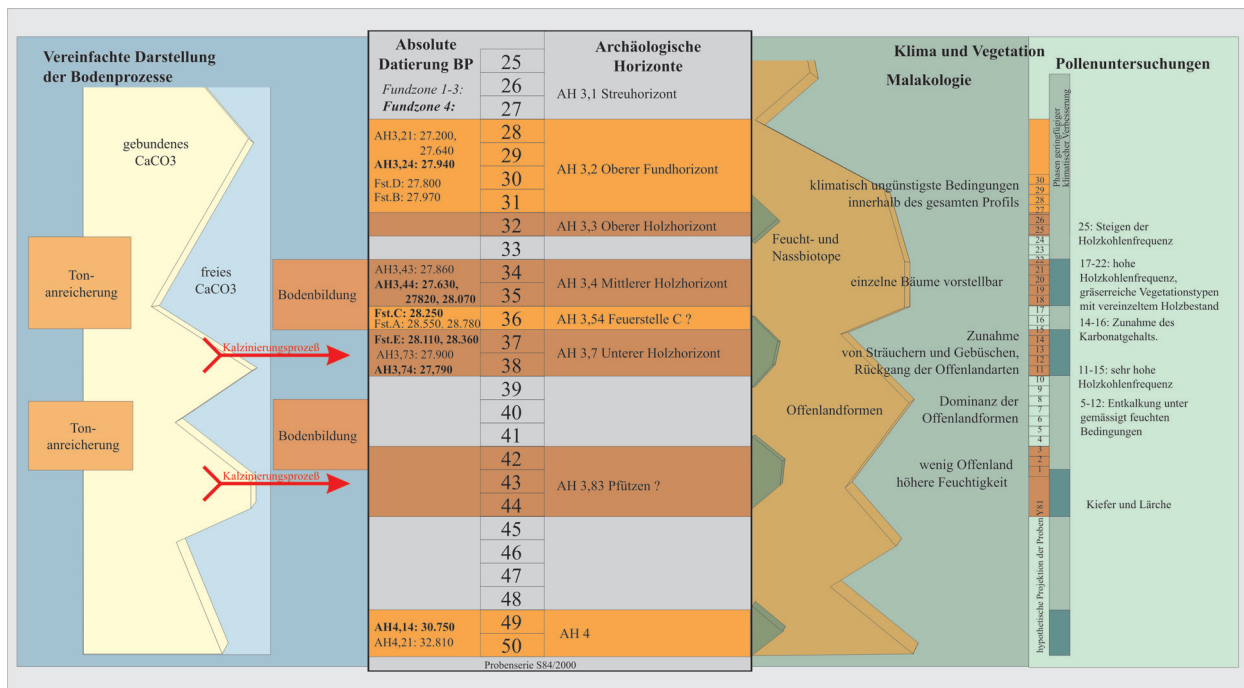 Vereinfachte Darstellung
der Bodenprozesse
gebundenes
CaCO3
freies
CaCO3
Ton-
anreicherung
Bodenbildung
Kalzinierungsprozeß
Ton-
anreicherung
Bodenbildung
Kalzinierungsprozeß
Absolute
Datierung BP
Fundzone 1-3:
Fundzone 4:
AH3,21: 27.200,
27.640
AH3,24: 27.940
Fst.D: 27.800
Fst.B: 27.970
AH3,43: 27.860
AH3,44: 27.630,
27820, 28.070
Fst.C: 28.250
Fst.A: 28.550, 28.780
Fst.E: 28.110, 28.360
AH3,73: 27.900
AH3,74: 27,790
AH4,14: 30.750
AH4,21: 32.810
25
26
27
28
29
30
31
32
33
34
35
36
37
38
39
40
41
42
43
44
45
46
47
48
49
50
Probenserie S84/2000
Archäologische
Horizonte
AH 3,1 Streuhorizont
AH 3,2 Oberer Fundhorizont
AH 3,3 Oberer Holzhorizont
AH 3,4 Mittlerer Holzhorizont
AH 3,54 Feuerstelle C ?
AH 3,7 Unterer Holzhorizont
AH 3,83 Pfützen ?
AH 4
Klima und Vegetation
Malakologie
klimatisch ungünstigste Bedingungen
innerhalb des gesamten Profils
Feucht- und
Nassbiotope
einzelne Bäume vorstellbar
Zunahme
von Sträuchern und Gebüschen,
Rückgang der Offenlandarten
Offenlandformen
Dominanz der
Offenlandformen
wenig Offenland
höhere Feuchtigkeit
Pollenuntersuchungen
Phasen geringfügiger
klimatischer Verbesserung
30
29
28
27
26
25
24
23
22
21
20
19
18
17
16
15
14
13
12
11
10
9
8
7
6
5
4
3
2
1
hypothetische Projektion der Proben Y81
25: Steigen der
Holzkohlenfrequenz
17-22: hohe
Holzkohlenfrequenz,
gräserreiche Vegetationstypen
mit vereinzeltem Holzbestand
14-16: Zunahme des
Karbonatgehalts.
11-15: sehr hohe
Holzkohlenfrequenz
5-12: Entkalkung unter
gemässigt feuchten
Bedingungen
Kiefer und Lärche